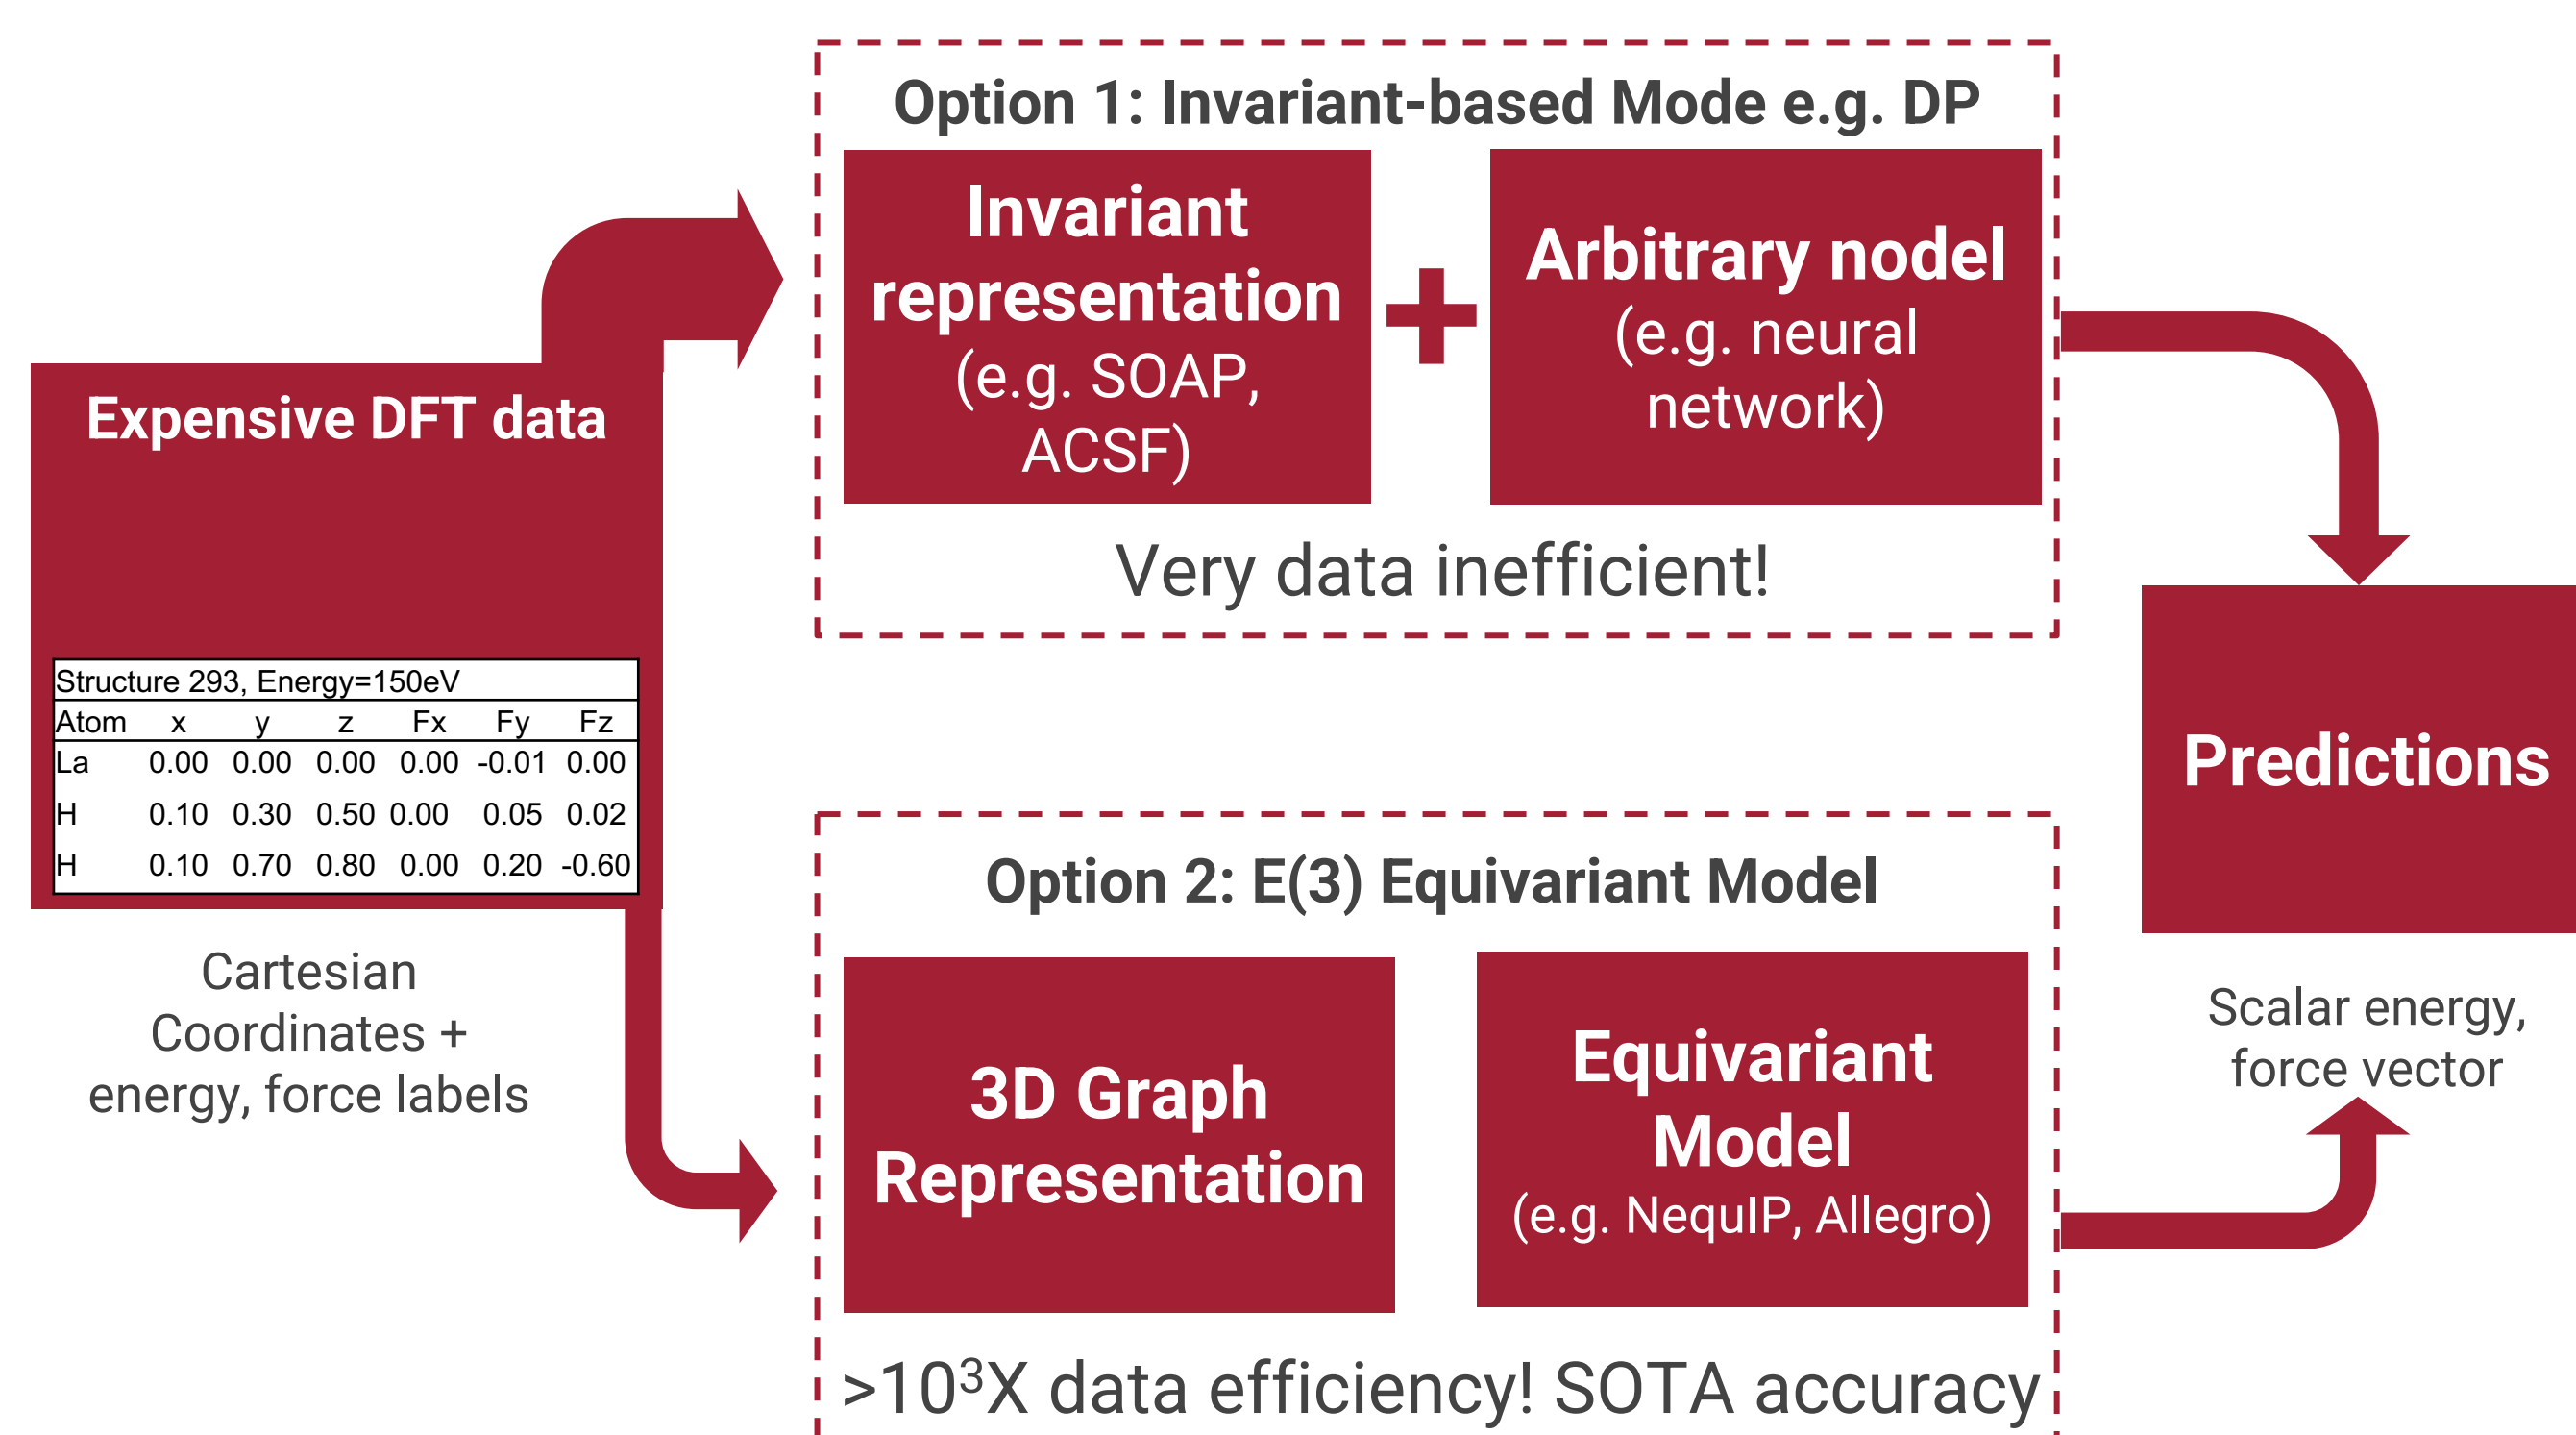 Expensive DFT data
Structure 293, Energy=150eV
Atom x y z Fx Fy Fz
La 0.00 0.00 0.00 0.00 -0.01 0.00
H 0.10 0.30 0.50 0.00 0.05 0.02
H 0.10 0.70 0.80 0.00 0.20 -0.60
Cartesian
Coordinates +
energy, force labels
Option 1: Invariant-based Mode e.g. DP
Invariant
representation
(e.g. SOAP,
ACSF)
+
Arbitrary nodel
(e.g. neural
network)
Very data inefficient!
Option 2: E(3) Equivariant Model
3D Graph
Representation
Equivariant
Model
(e.g. NequIP, Allegro)
>10³X data efficiency! SOTA accuracy
Predictions
Scalar energy,
force vector